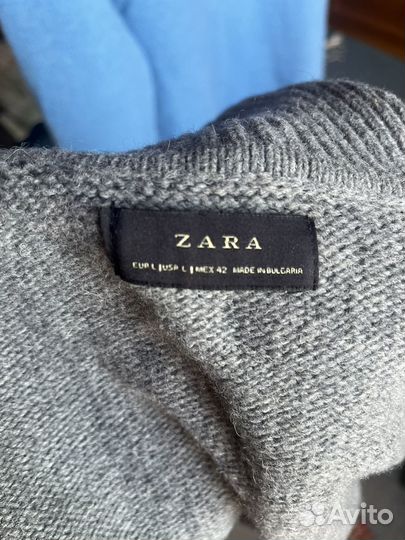 ZARA
EUR L | USA L | MEX 42 MADE IN BULGARIA
Avito